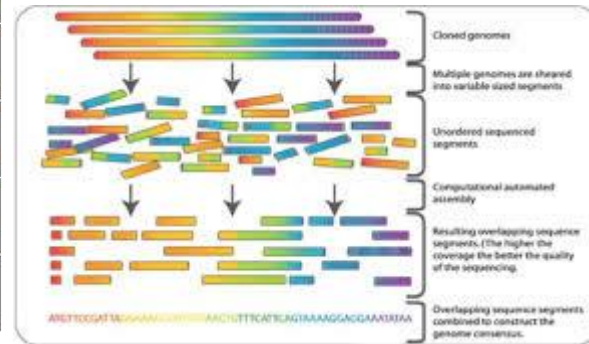 Cloned genomes
Multiple genomes are sheared
into variable sized segments
Unordered sequenced
segments
Computational automated
assembly
Resulting overlapping sequence
segments. (The higher the
coverage the better the quality
of the sequencing.
Overlapping sequence segments
combined to construct the
genome consensus.